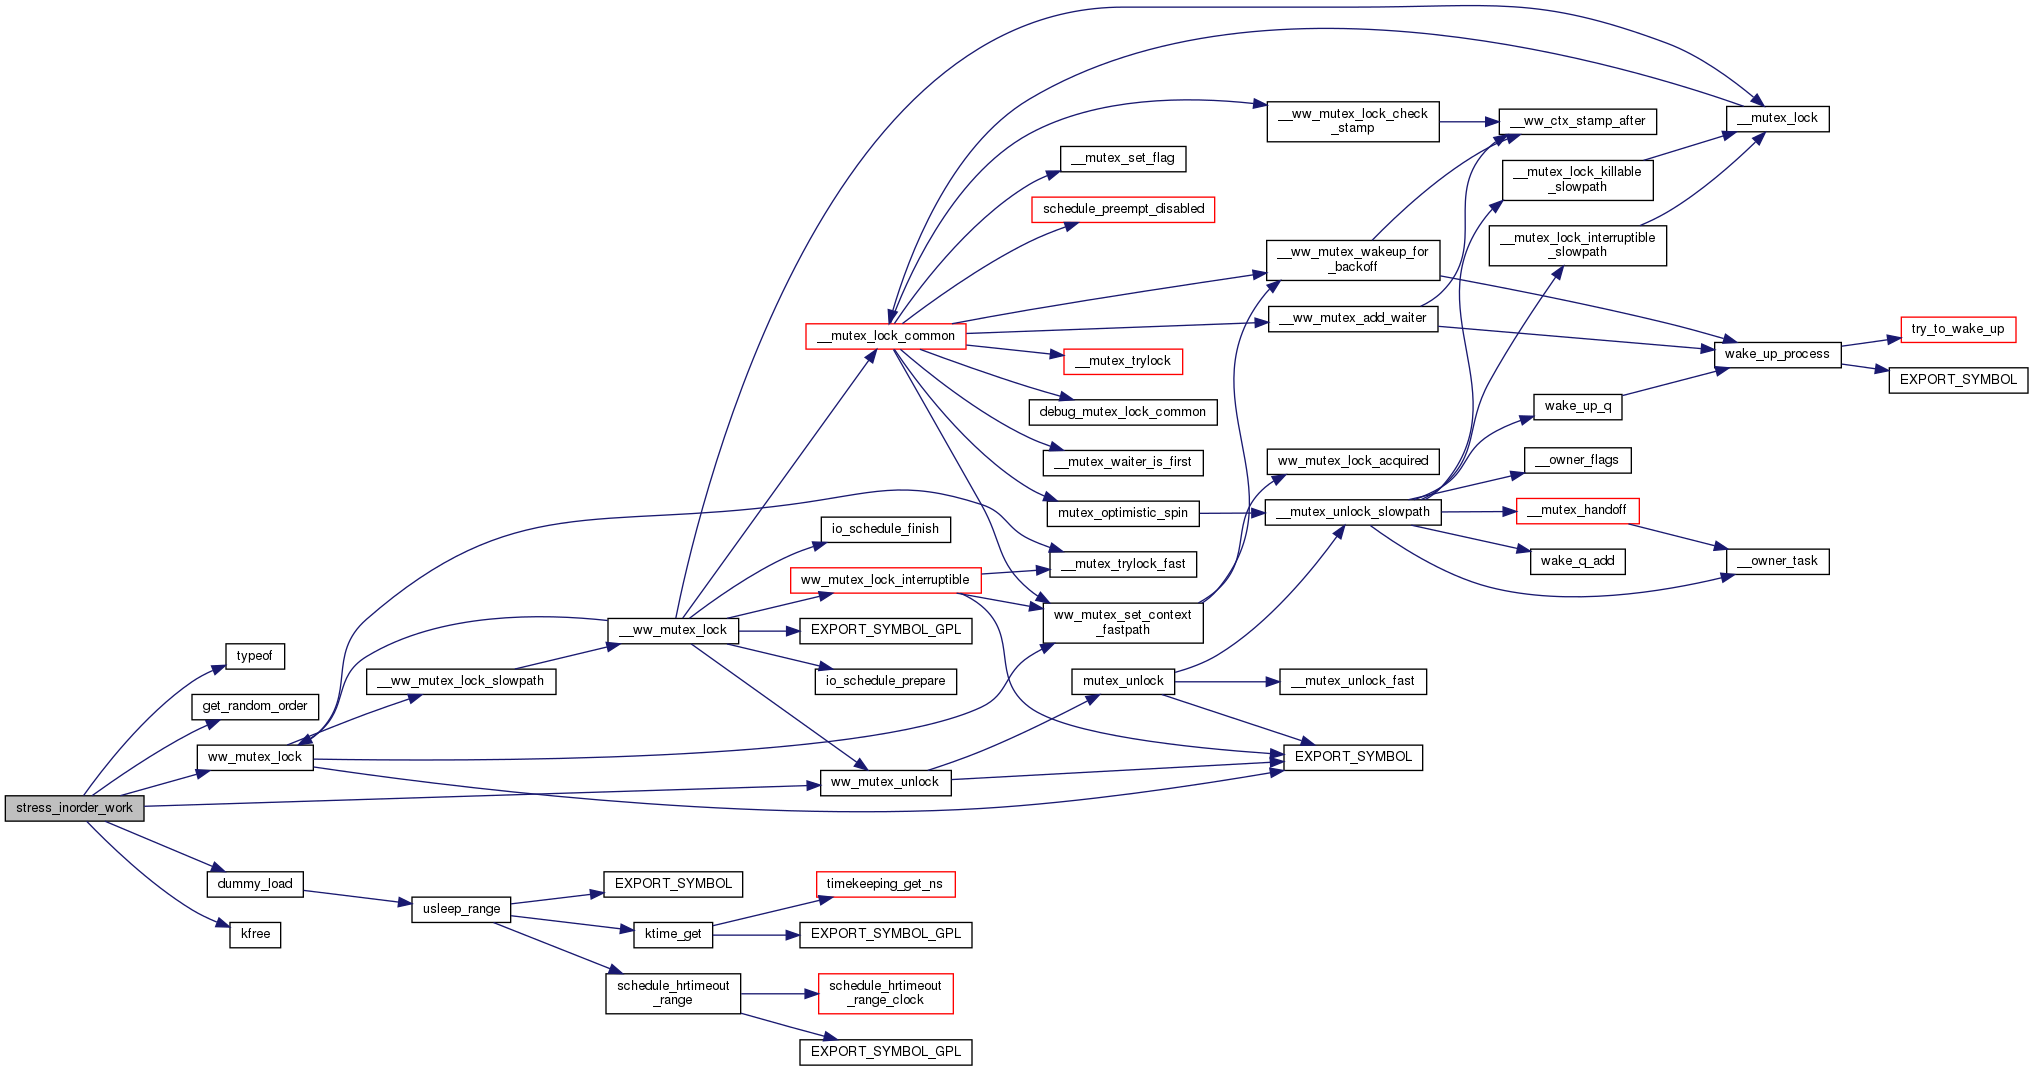 __mutex_lock
__ww_mutex_lock_check
_stamp
__ww_ctx_stamp_after
__mutex_set_flag
__mutex_lock_killable
_slowpath
schedule_preempt_disabled
__mutex_lock_interruptible
_slowpath
__ww_mutex_wakeup_for
_backoff
__ww_mutex_add_waiter
try_to_wake_up
__mutex_lock_common
wake_up_process
__mutex_trylock
EXPORT_SYMBOL
debug_mutex_lock_common
wake_up_q
__mutex_waiter_is_first
ww_mutex_lock_acquired
__owner_flags
mutex_optimistic_spin
__mutex_unlock_slowpath
__mutex_handoff
io_schedule_finish
__mutex_trylock_fast
wake_q_add
__owner_task
ww_mutex_lock_interruptible
ww_mutex_set_context
_fastpath
__ww_mutex_lock
EXPORT_SYMBOL_GPL
typeof
__ww_mutex_lock_slowpath
io_schedule_prepare
mutex_unlock
__mutex_unlock_fast
get_random_order
ww_mutex_lock
EXPORT_SYMBOL
ww_mutex_unlock
stress_inorder_work
dummy_load
EXPORT_SYMBOL
timekeeping_get_ns
usleep_range
kfree
ktime_get
EXPORT_SYMBOL_GPL
schedule_hrtimeout
_range
schedule_hrtimeout
_range_clock
EXPORT_SYMBOL_GPL